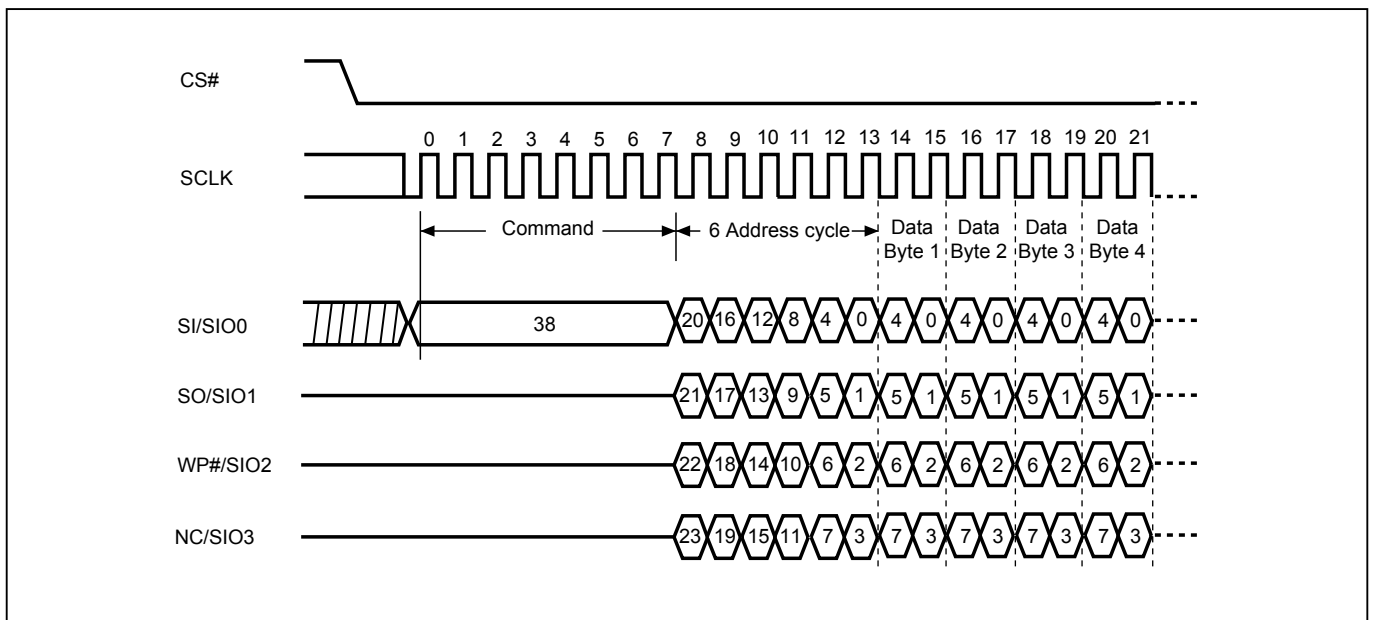 CS#
0 1 2 3 4 5 6 7 8 9 10 11 12 13 14 15 16 17 18 19 20 21
SCLK
Command 6 Address cycle Data Data Data Data
Byte 1 Byte 2 Byte 3 Byte 4
SI/SIO0 38 20 16 12 8 4 0 4 0 4 0 4 0 4 0
SO/SIO1 21 17 13 9 5 1 5 1 5 1 5 1 5 1
WP#/SIO2 22 18 14 10 6 2 6 2 6 2 6 2 6 2
NC/SIO3 23 19 15 11 7 3 7 3 7 3 7 3 7 3